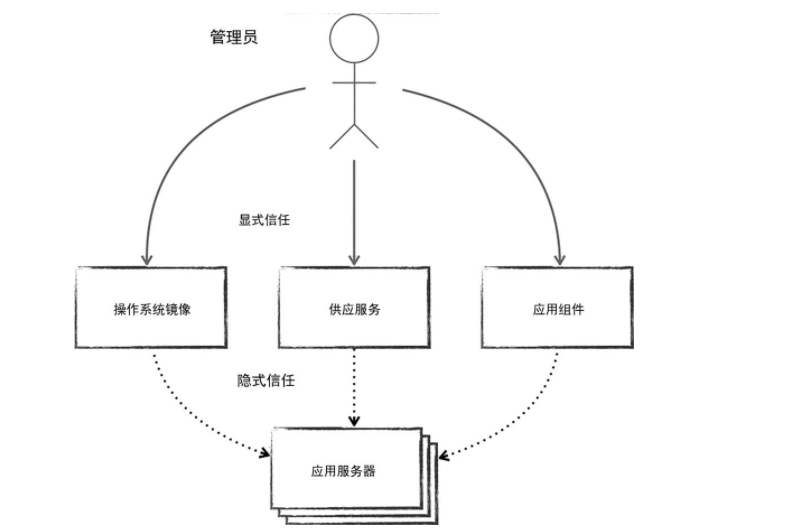 管理员
显式信任
操作系统镜像
供应服务
应用组件
隐式信任
应用服务器